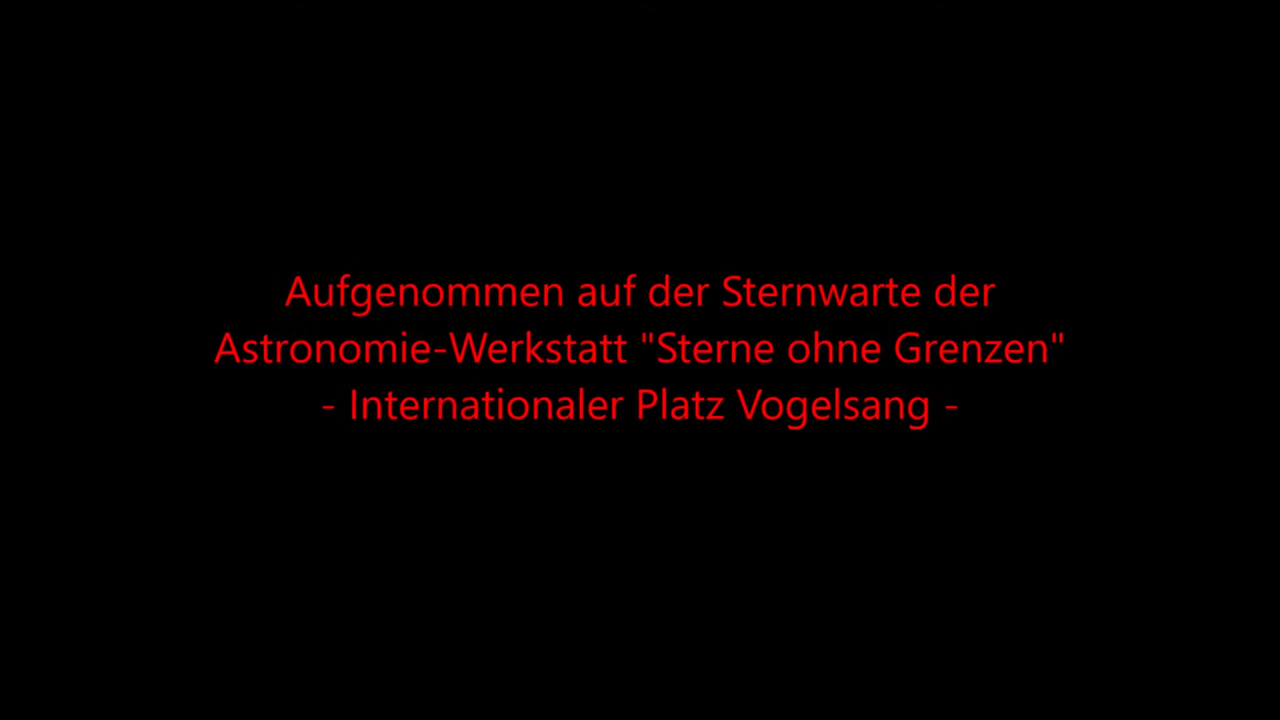 Aufgenommen auf der Sternwarte der
Astronomie-Werkstatt "Sterne ohne Grenzen"
- Internationaler Platz Vogelsang -